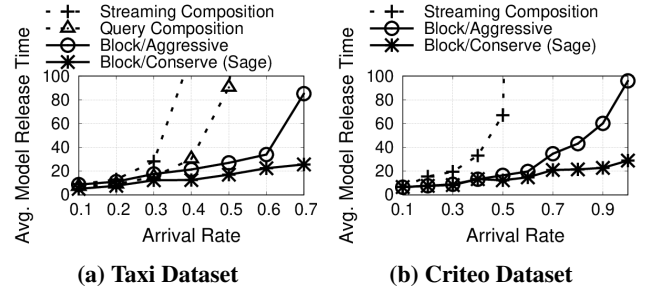 Streaming Composition
Query Composition
Block/Aggressive
Block/Conserve (Sage)
Avg. Model Release Time
100
80
60
40
20
0
0.1 0.2 0.3 0.4 0.5 0.6 0.7
Arrival Rate
(a) Taxi Dataset
Streaming Composition
Block/Aggressive
Block/Conserve (Sage)
Avg. Model Release Time
100
80
60
40
20
0
0.1 0.3 0.5 0.7 0.9
Arrival Rate
(b) Criteo Dataset